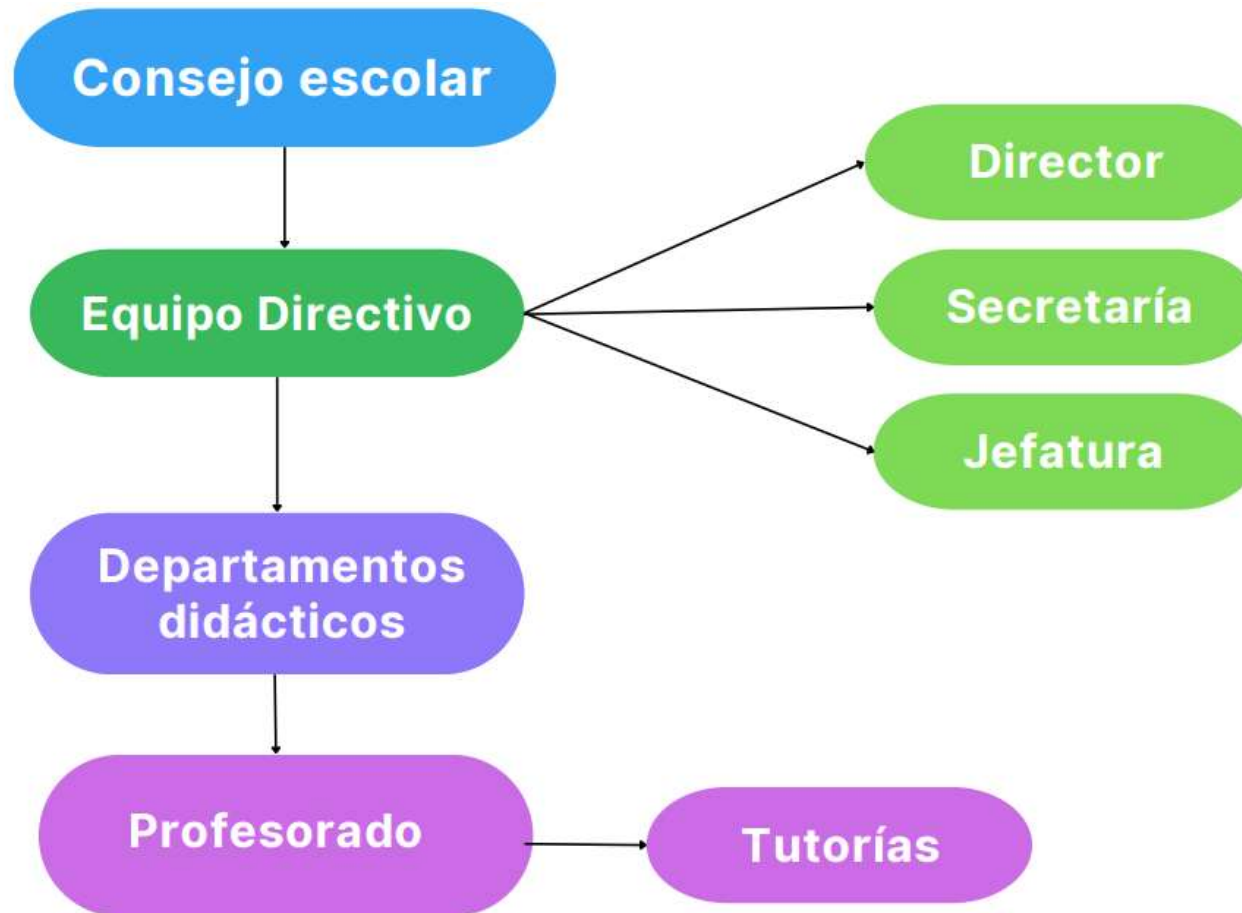 Consejo escolar
Director
Equipo Directivo
Secretaría
Jefatura
Departamentos
didácticos
Profesorado
Tutorías